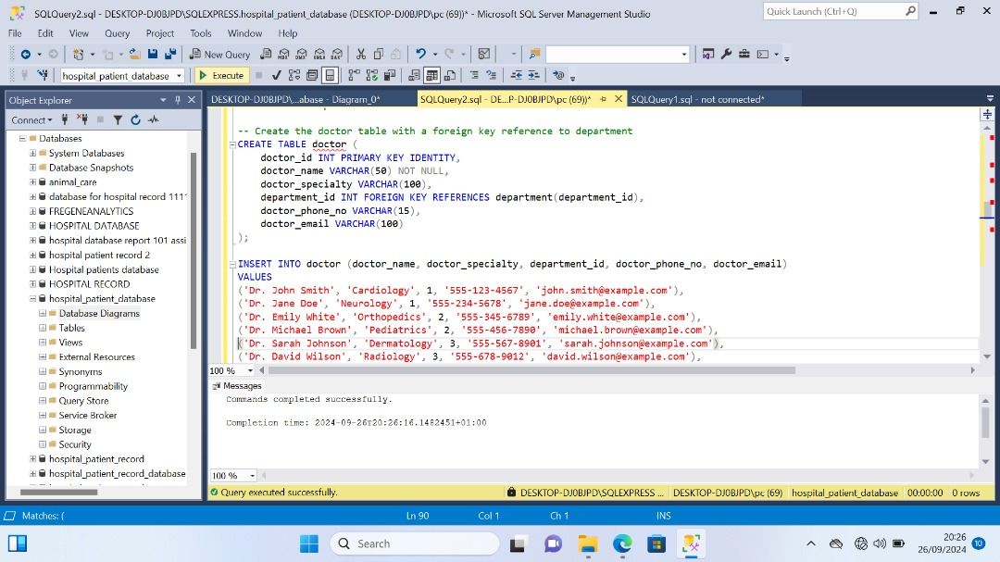 SQLQuery2.sql - DESKTOP-DJ0BJPD\SQLEXPRESS.hospital_patient_database (DESKTOP-DJ0BJPD\pc (69))* - Microsoft SQL Server Management Studio
Quick Launch (Ctrl+Q)
File Edit View Query Project Tools Window Help
New Query
hospital_patient_database
Execute
Object Explorer
DESKTOP-DJ0BJPD\...abase - Diagram_0*
SQLQuery2.sql - DE...P-DJ0BJPD\pc (69))*
SQLQuery1.sql - not connected*
Connect
Databases
System Databases
Database Snapshots
animal_care
database for hospital record 1111
FREGENEANALYTICS
HOSPITAL DATABASE
hospital database report 101 assi
hospital patient record 2
Hospital patients database
HOSPITAL RECORD
hospital_patient_database
Database Diagrams
Tables
Views
External Resources
Synonyms
Programmability
Query Store
Service Broker
Storage
Security
hospital_patient_record
hospital_patient_record_database
-- Create the doctor table with a foreign key reference to department
CREATE TABLE doctor (
doctor_id INT PRIMARY KEY IDENTITY,
doctor_name VARCHAR(50) NOT NULL,
doctor_specialty VARCHAR(100),
department_id INT FOREIGN KEY REFERENCES department(department_id),
doctor_phone_no VARCHAR(15),
doctor_email VARCHAR(100)
);
INSERT INTO doctor (doctor_name, doctor_specialty, department_id, doctor_phone_no, doctor_email)
VALUES
('Dr. John Smith', 'Cardiology', 1, '555-123-4567', 'john.smith@example.com'),
('Dr. Jane Doe', 'Neurology', 1, '555-234-5678', 'jane.doe@example.com'),
('Dr. Emily White', 'Orthopedics', 2, '555-345-6789', 'emily.white@example.com'),
('Dr. Michael Brown', 'Pediatrics', 2, '555-456-7890', 'michael.brown@example.com'),
('Dr. Sarah Johnson', 'Dermatology', 3, '555-567-8901', 'sarah.johnson@example.com'),
('Dr. David Wilson', 'Radiology', 3, '555-678-9012', 'david.wilson@example.com'),
100 %
Messages
Commands completed successfully.
Completion time: 2024-09-26T20:26:16.1482451+01:00
100 %
Query executed successfully.
DESKTOP-DJ0BJPD\SQLEXPRESS ... DESKTOP-DJ0BJPD\pc (69) hospital_patient_database 00:00:00 0 rows
Matches: (
Ln 90 Col 1 Ch 1 INS
Search
20:26
26/09/2024
10